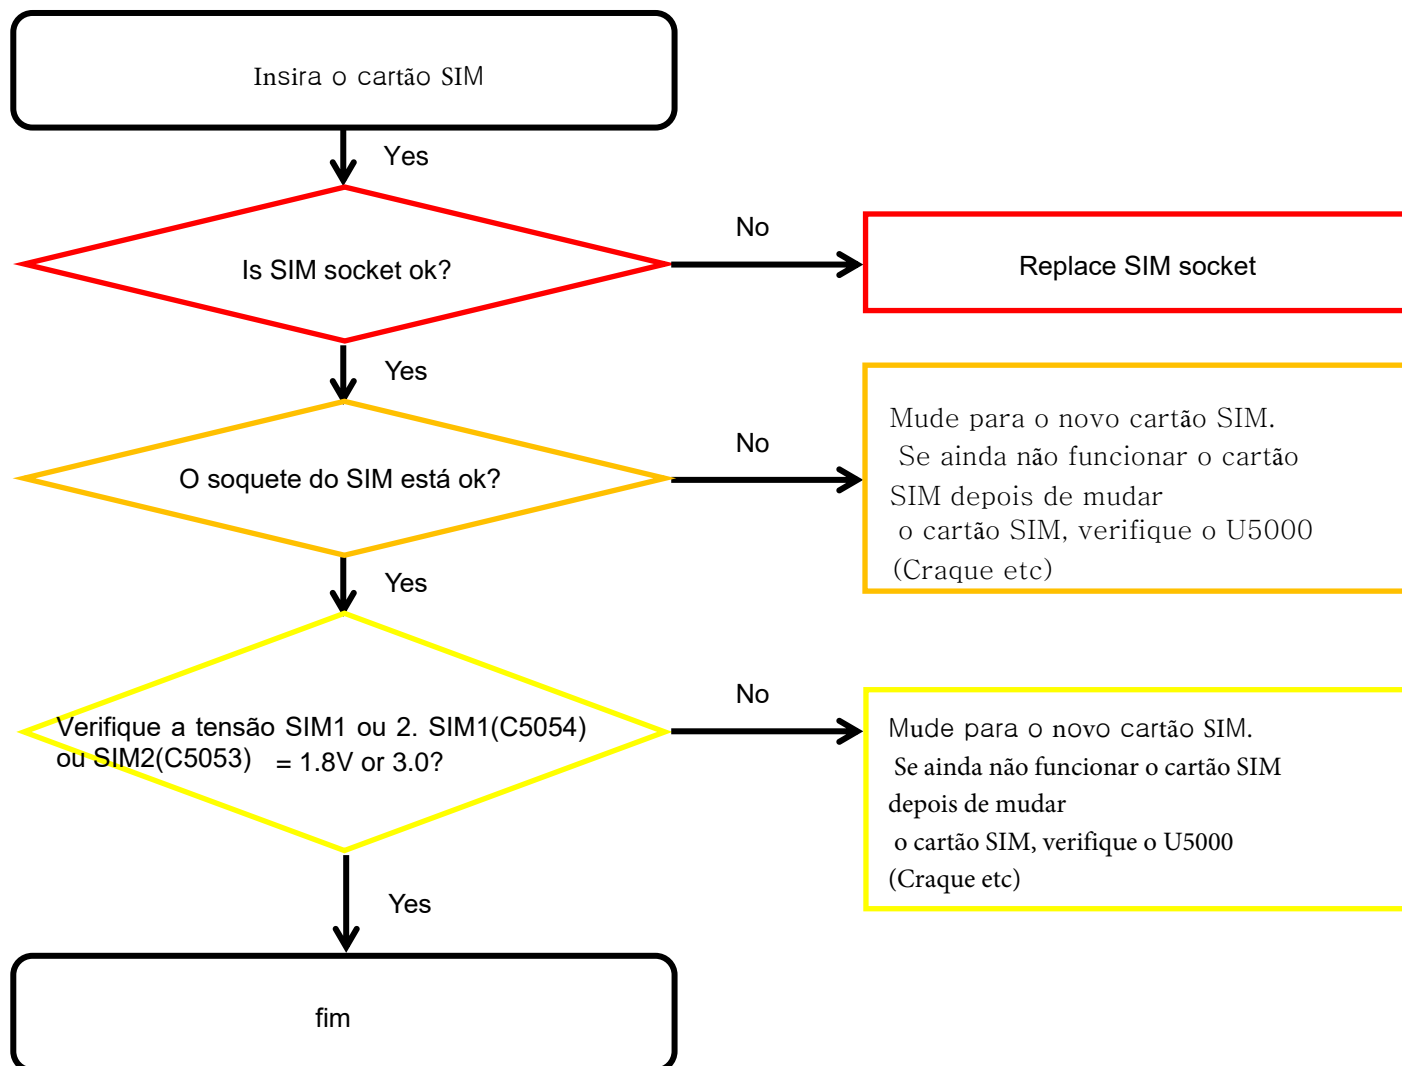 Insira o cartão SIM
Yes
Is SIM socket ok?
No
Replace SIM socket
Yes
O soquete do SIM está ok?
No
Mude para o novo cartão SIM.
Se ainda não funcionar o cartão
SIM depois de mudar
o cartão SIM, verifique o U5000
(Craque etc)
Yes
Verifique a tensão SIM1 ou 2. SIM1(C5054)
ou SIM2(C5053) = 1.8V or 3.0?
No
Mude para o novo cartão SIM.
Se ainda não funcionar o cartão SIM
depois de mudar
o cartão SIM, verifique o U5000
(Craque etc)
Yes
fim